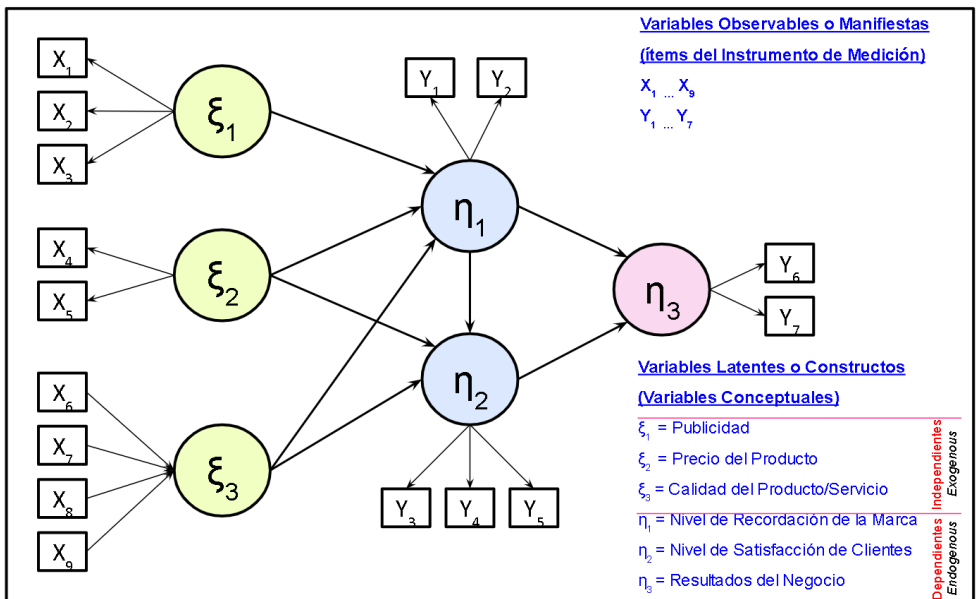 X₁
X₂
X₃
ξ₁
X₄
X₅
ξ₂
X₆
X₇
X₈
X₉
ξ₃
Y₁ Y₂
η₁
η₂
Y₃ Y₄ Y₅
η₃
Y₆
Y₇
Variables Observables o Manifiestas
(ítems del Instrumento de Medición)
X₁ ... X₉
Y₁ ... Y₇
Variables Latentes o Constructos
(Variables Conceptuales)
ξ₁ = Publicidad
ξ₂ = Precio del Producto
ξ₃ = Calidad del Producto/Servicio
Independientes
Exogenous
η₁ = Nivel de Recordación de la Marca
η₂ = Nivel de Satisfacción de Clientes
η₃ = Resultados del Negocio
Dependientes
Endogenous